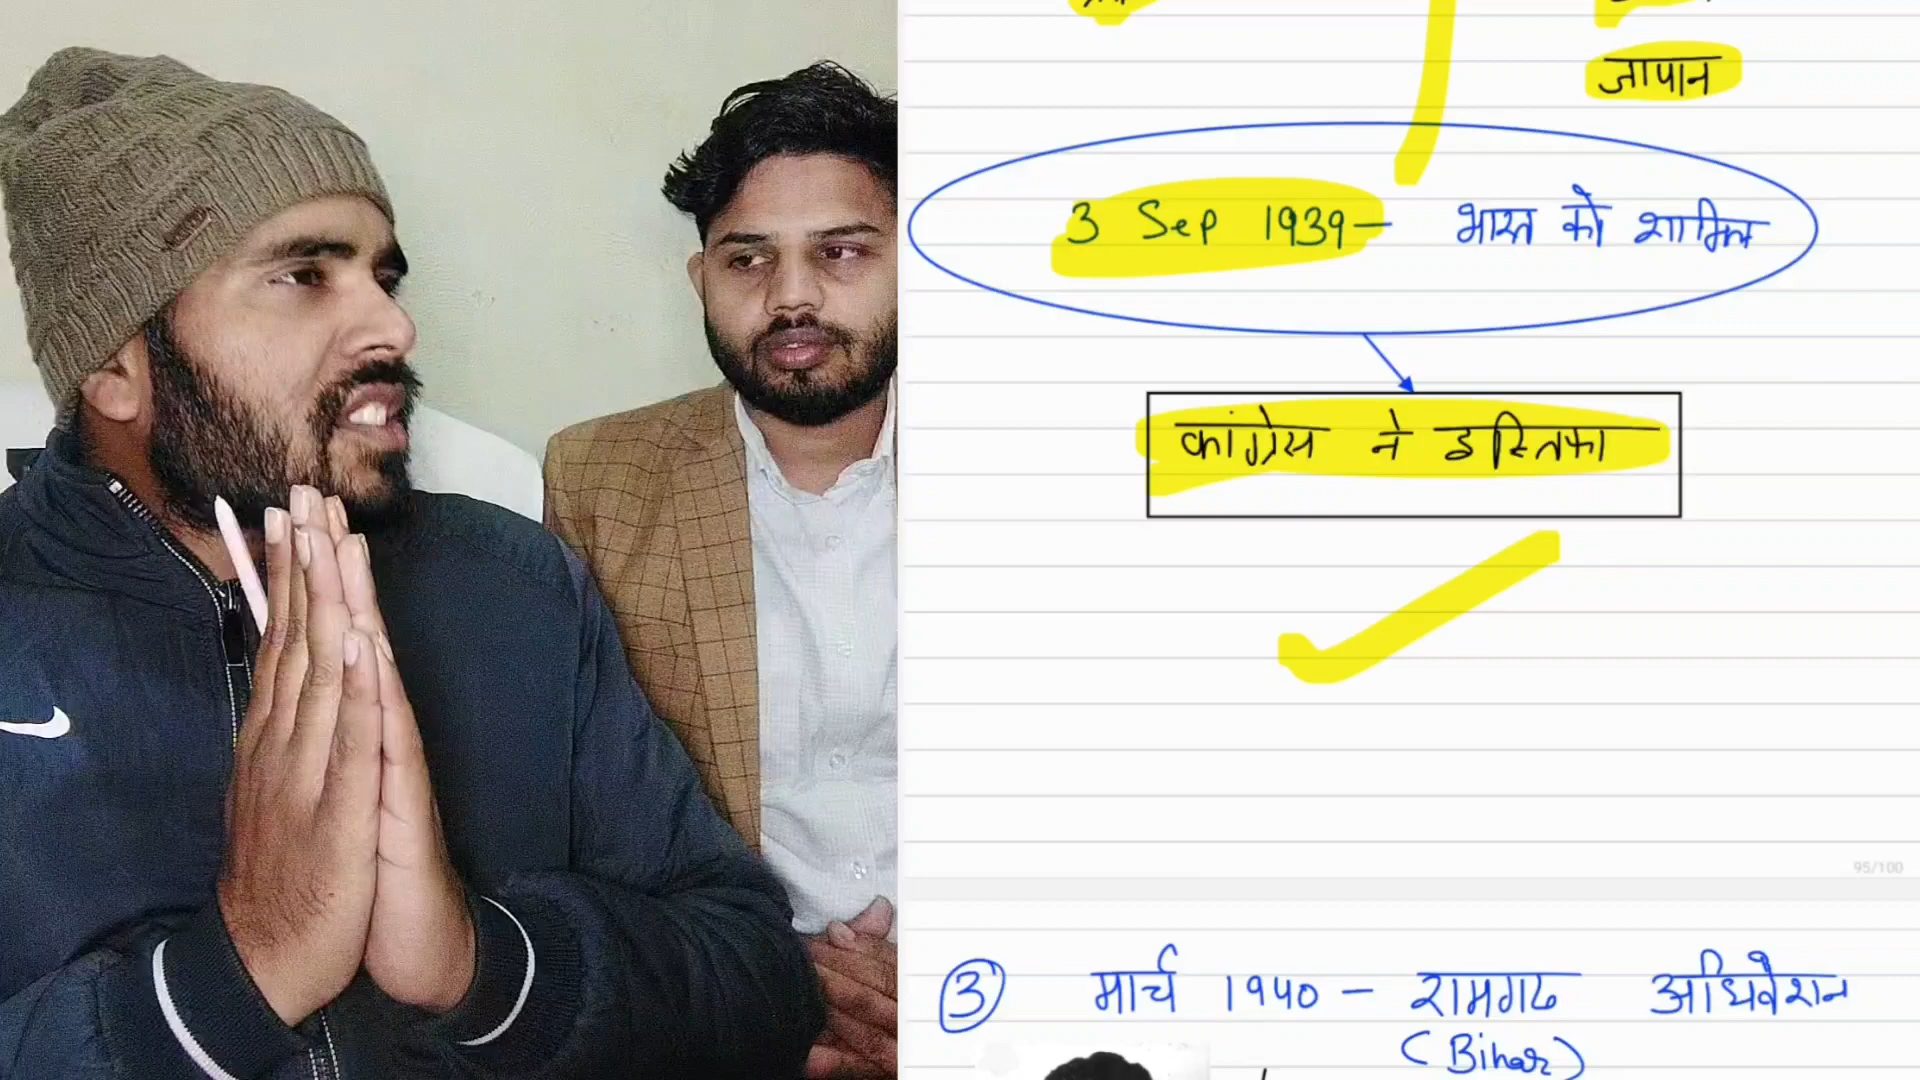 जापान
3 Sep 1939- भारत को शामिल
कांग्रेस ने इस्तिफा
95/100
3 मार्च 1940 - रामगढ अधिवेशन
(Bihar)